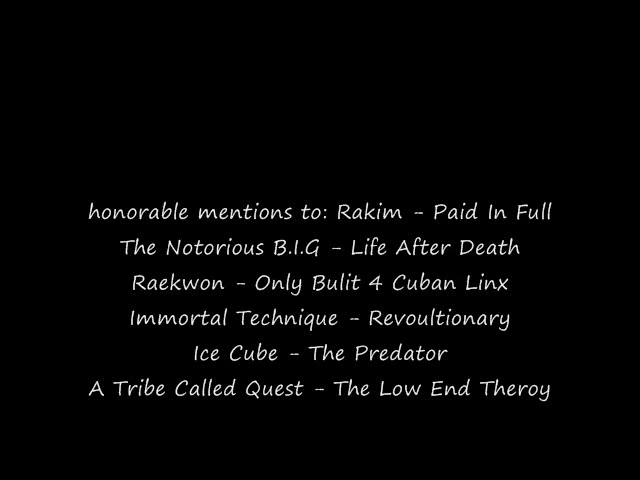 honorable mentions to: Rakim - Paid In Full
The Notorious B.I.G - Life After Death
Raekwon - Only Bulit 4 Cuban Linx
Immortal Technique - Revoultionary
Ice Cube - The Predator
A Tribe Called Quest - The Low End Theroy